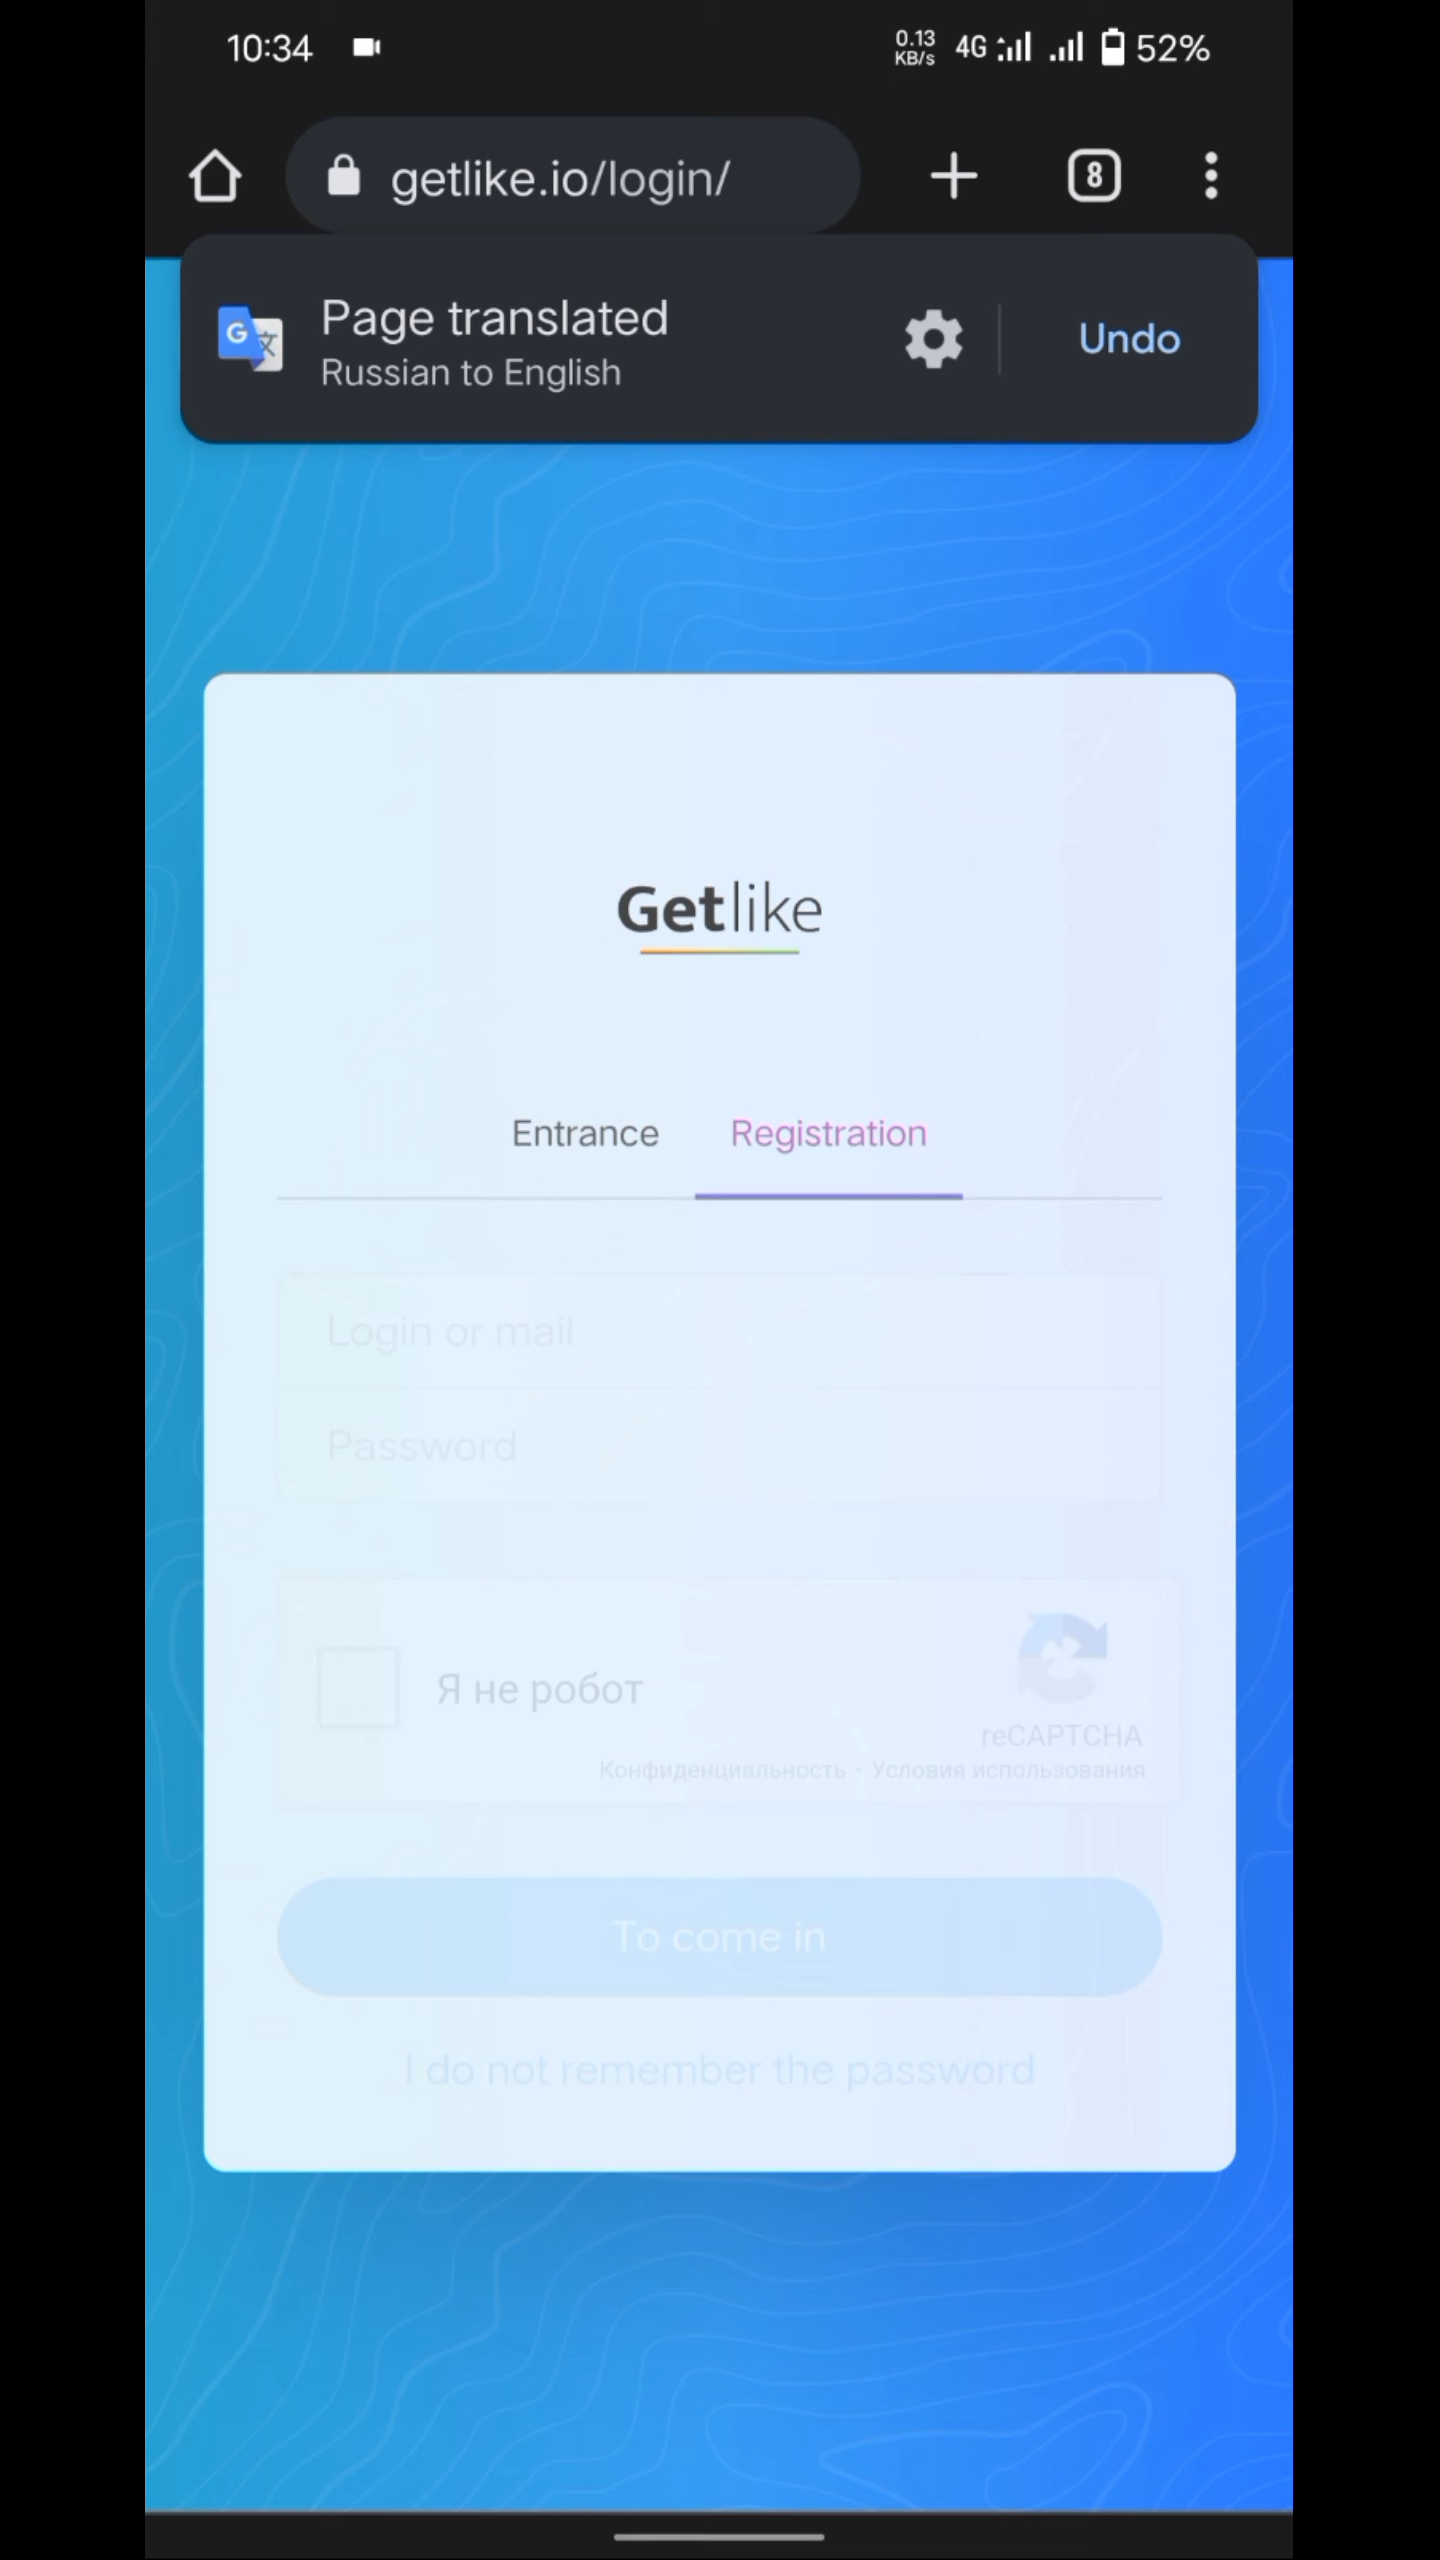 10:34
0.13 KB/s 4G 52%
getlike.io/login/
8
Page translated
Russian to English
Undo
Getlike
Entrance Registration
Login or mail
Password
Я не робот
reCAPTCHA
Конфиденциальность - Условия использования
To come in
I do not remember the password